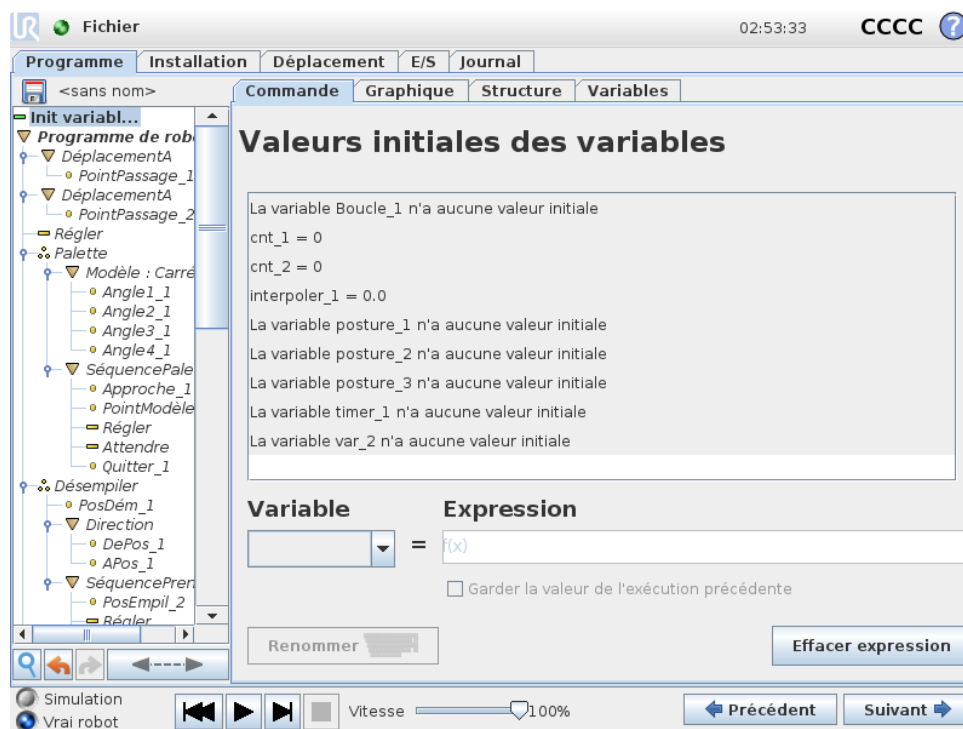 UR Fichier 02:53:33 CCCC ?
Programme Installation Déplacement E/S Journal
<sans nom> Commande Graphique Structure Variables
Init variabl...
Programme de rob
DéplacementA
PointPassage_1
DéplacementA
PointPassage_2
Régler
Palette
Modèle : Carré
Angle1_1
Angle2_1
Angle3_1
Angle4_1
SéquencePale
Approche_1
PointModèle
Régler
Attendre
Quitter_1
Désempiler
PosDém_1
Direction
DePos_1
APos_1
SéquencePren
PosEmpil_2
Régler
Valeurs initiales des variables
La variable Boucle_1 n'a aucune valeur initiale
cnt_1 = 0
cnt_2 = 0
interpoler_1 = 0.0
La variable posture_1 n'a aucune valeur initiale
La variable posture_2 n'a aucune valeur initiale
La variable posture_3 n'a aucune valeur initiale
La variable timer_1 n'a aucune valeur initiale
La variable var_2 n'a aucune valeur initiale
Variable Expression
= f(x)
Garder la valeur de l'exécution précédente
Renommer Effacer expression
Simulation
Vrai robot
Vitesse 100%
Précédent Suivant